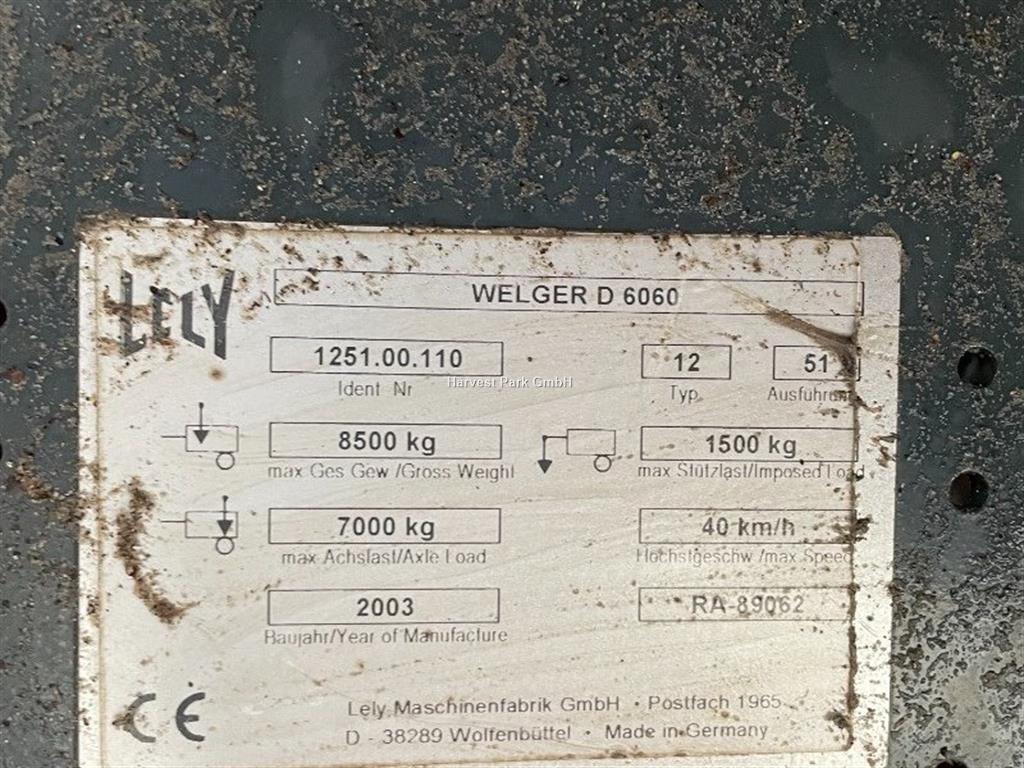 LELY
WELGER D 6060
1251.00.110 12 51
Ident Nr Typ Ausführung
Harvest Park GmbH
8500 kg 1500 kg
max Ges Gew /Gross Weight max Stützlast/Imposed Load
7000 kg 40 km/h
max Achslast/Axle Load Höchstgeschw /max Speed
2003 RA-89062
Baujahr/Year of Manufacture
CE Lely Maschinenfabrik GmbH • Postfach 1965
D - 38289 Wolfenbüttel • Made in Germany